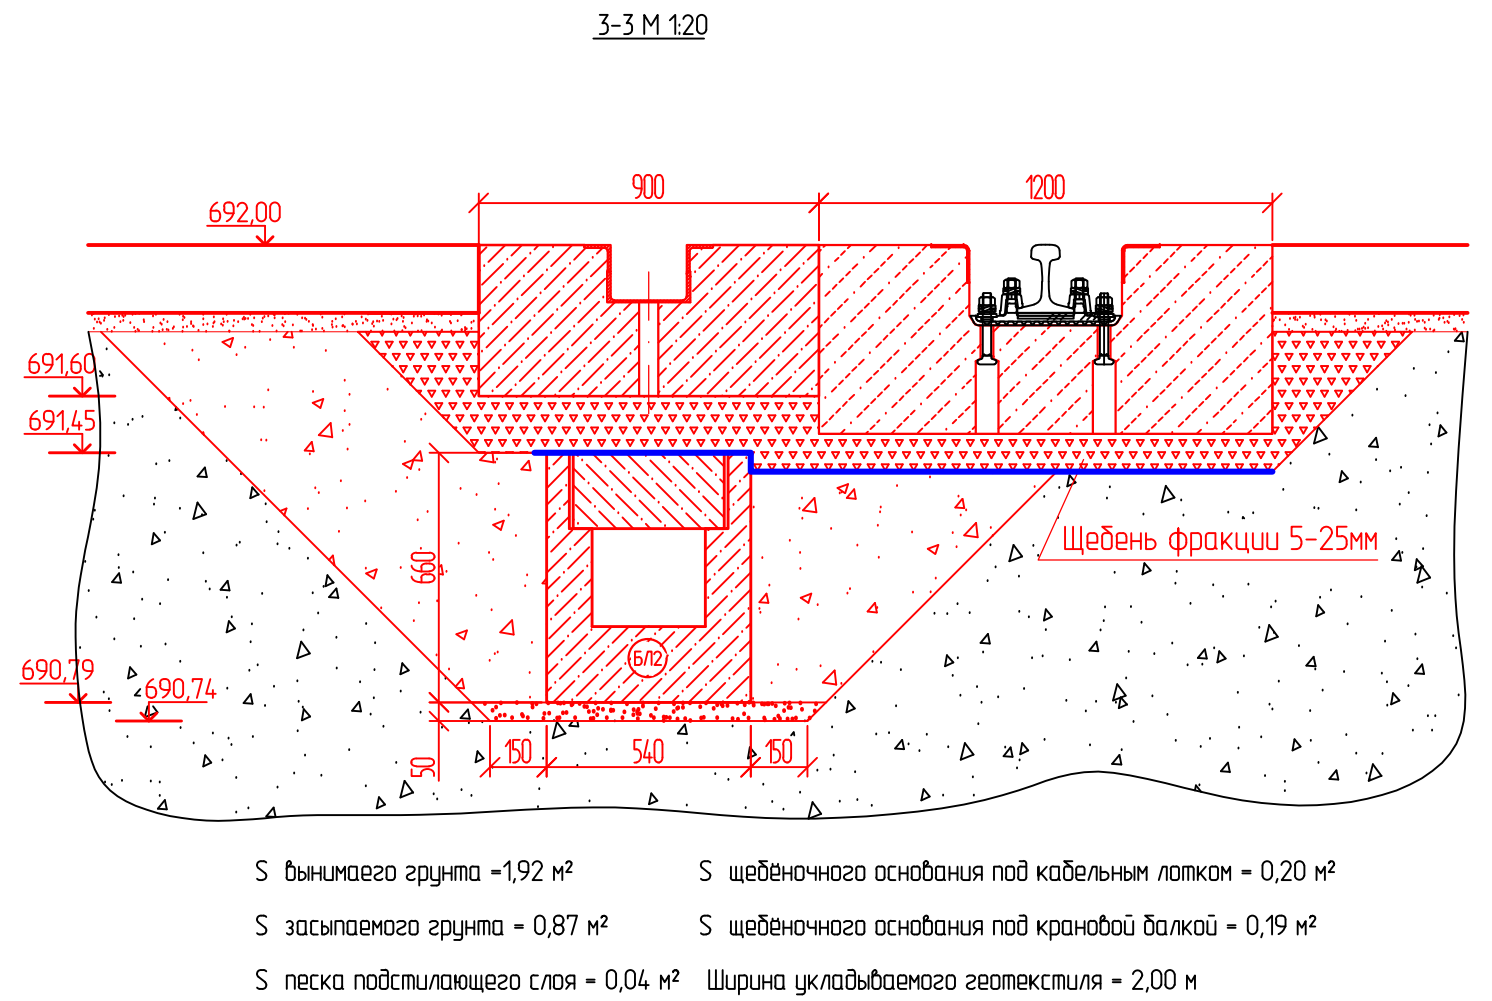 3-3 М 1:20
900
1200
692,00
691,60
691,45
Щебень фракции 5-25мм
660
БЛ2
690,79
690,74
150
540
150
50
S вынимаего грунта =1,92 м²
S щебёночного основания под кабельным лотком = 0,20 м²
S засыпаемого грунта = 0,87 м²
S щебёночного основания под крановой балкой = 0,19 м²
S песка подстилающего слоя = 0,04 м²
Ширина укладываемого геотекстиля = 2,00 м